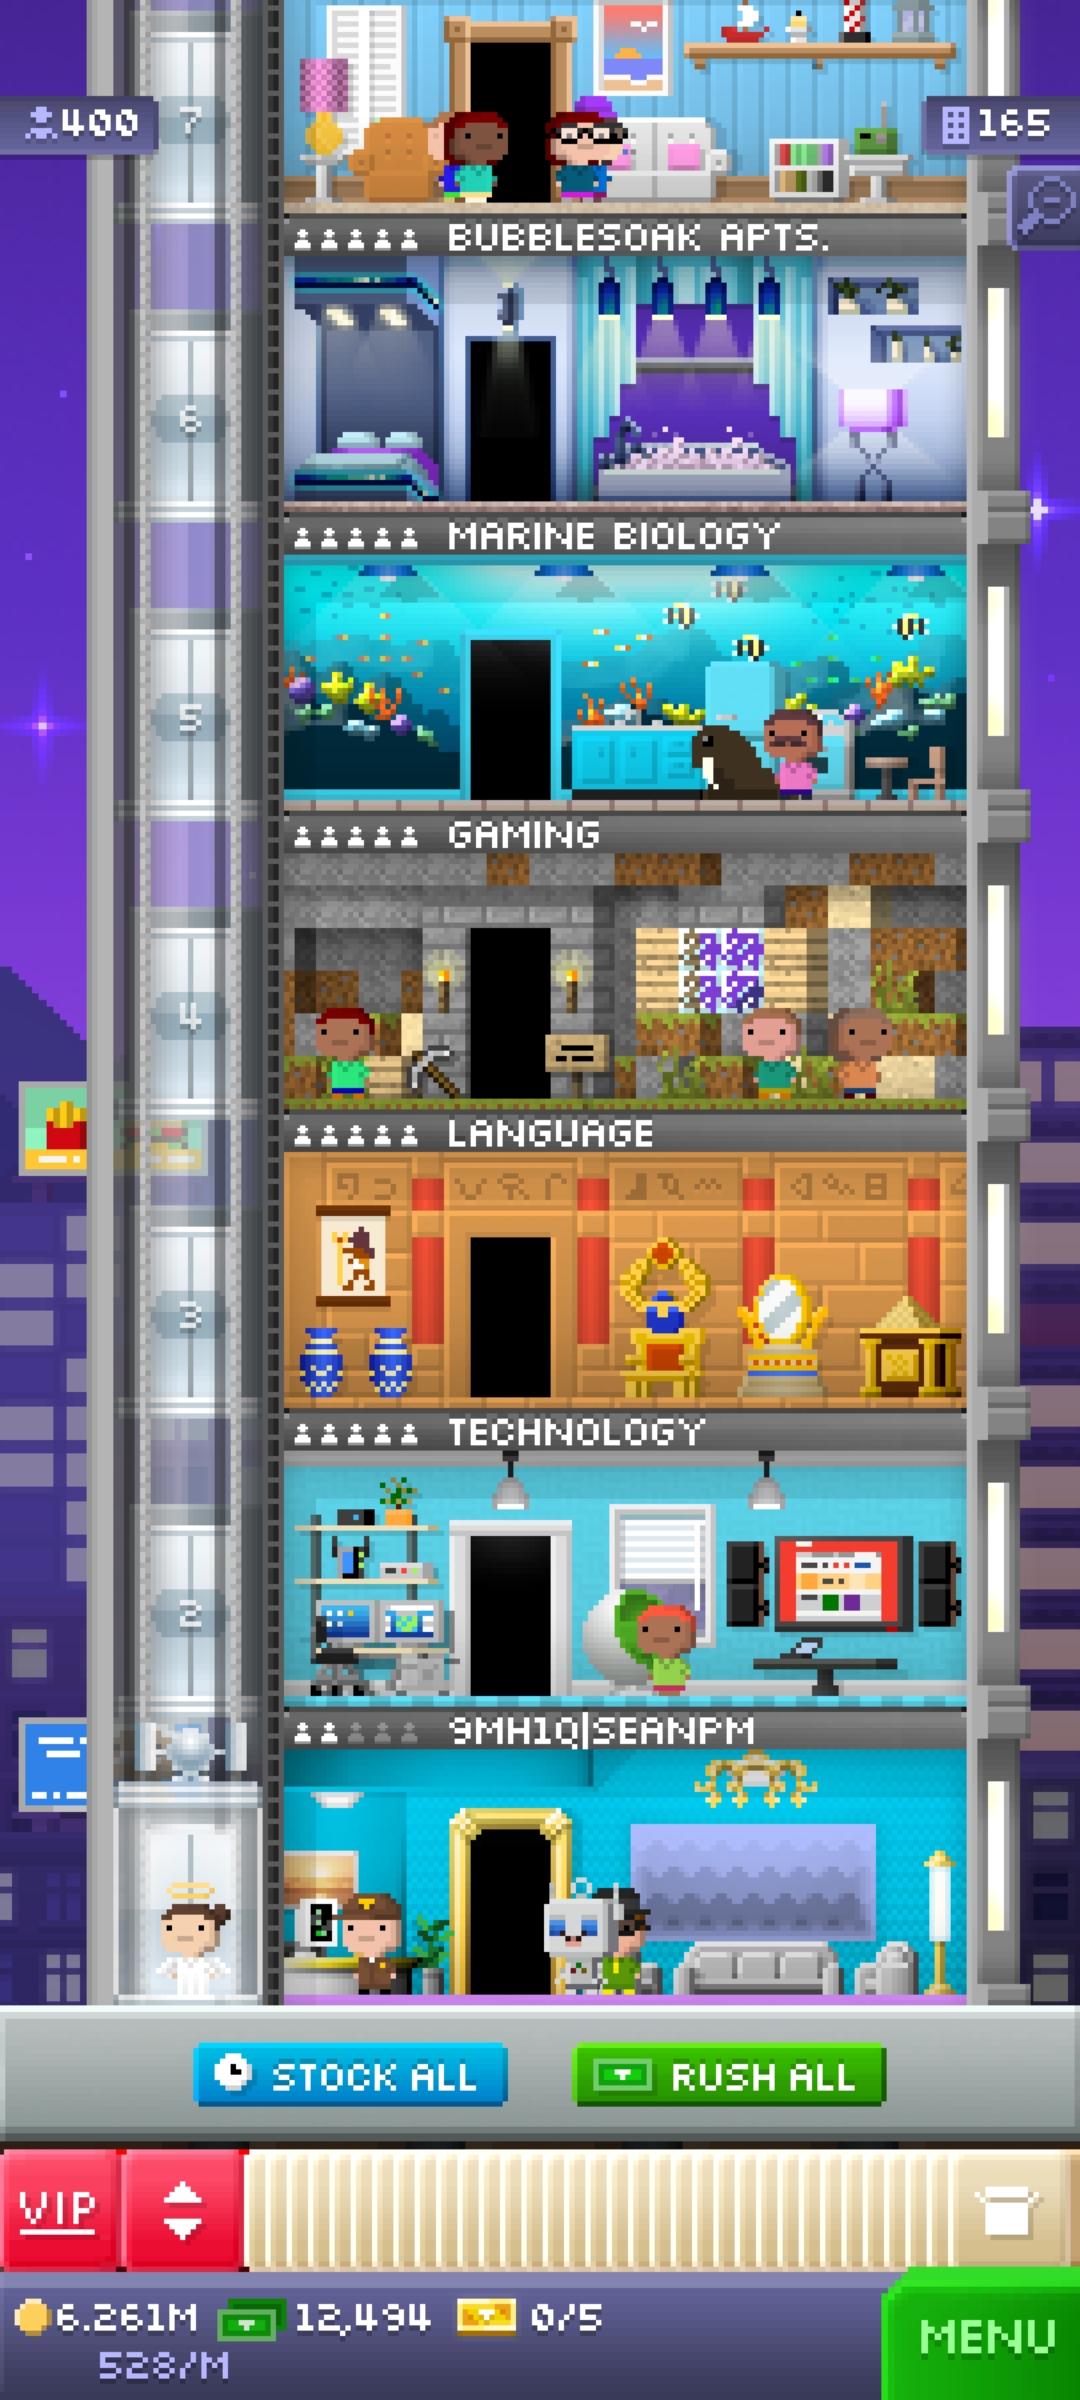 7
400
165
BUBBLESOAK APTS.
6
MARINE BIOLOGY
5
GAMING
4
LANGUAGE
3
TECHNOLOGY
2
9MH1Q|SEANPM
STOCK ALL
RUSH ALL
VIP
6.261M
12,494
0/5
MENU
528/M